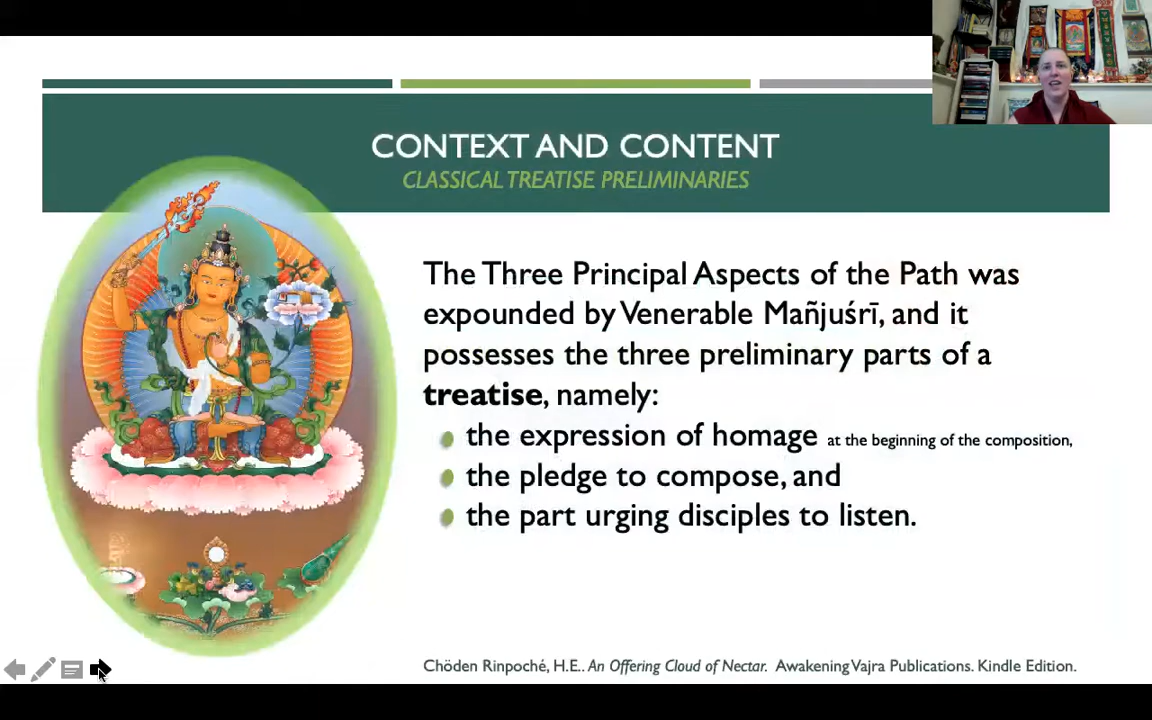 CONTEXT AND CONTENT
CLASSICAL TREATISE PRELIMINARIES
The Three Principal Aspects of the Path was
expounded by Venerable Mañjuśrī, and it
possesses the three preliminary parts of a
treatise, namely:
the expression of homage at the beginning of the composition,
the pledge to compose, and
the part urging disciples to listen.
Chöden Rinpoché, H.E.. An Offering Cloud of Nectar. Awakening Vajra Publications. Kindle Edition.